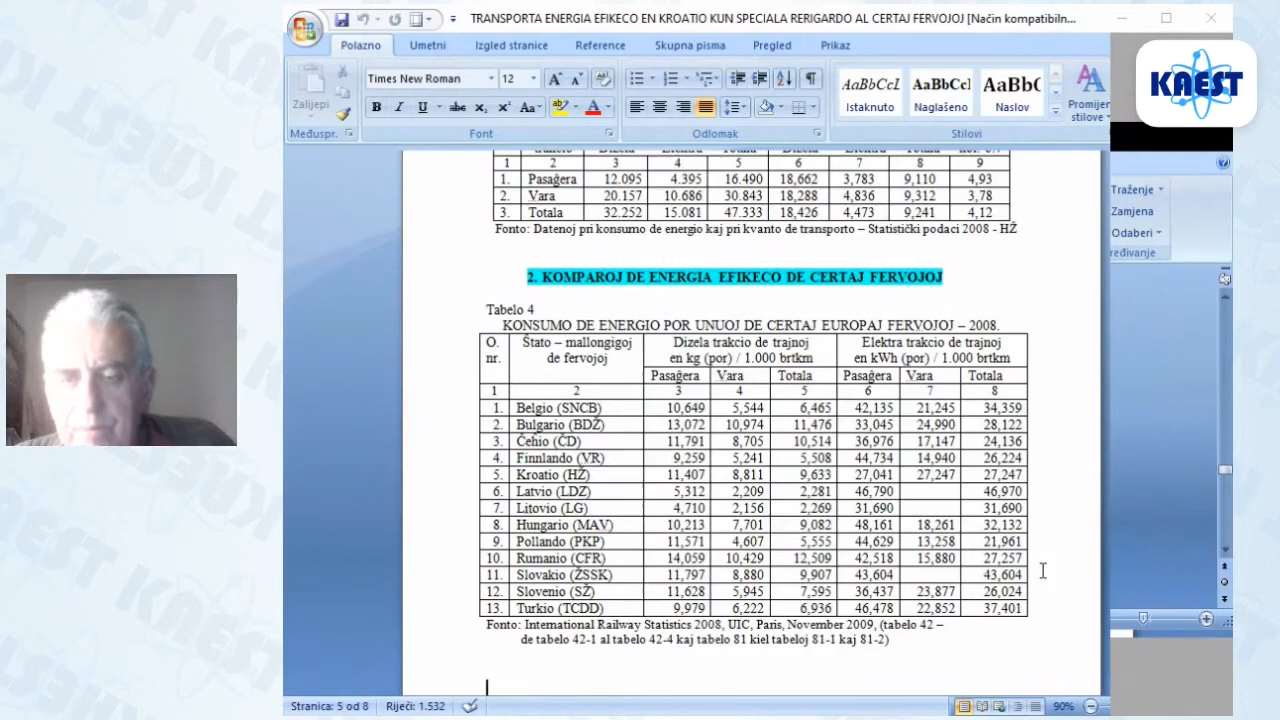 TRANSPORTA ENERGIA EFIKECO EN KROATIO KUN SPECIALA RERIGARDO AL CERTAJ FERVOJOJ [Način kompatibiln...
KAEST
Polazno Umetni Izgled stranice Reference Skupna pisma Pregled Prikaz
Times New Roman 12
Zalijepi
AaBbCcI AaBbCcI AaBb(
Istaknuto Naglašeno Naslov
Promijeni stilove
Međuspr. Font Odlomak Stilovi
Traženje
Zamjena
Odaberi
ređivanje
1 2 3 4 5 6 7 8 9
1. Pasaĝera 12.095 4.395 16.490 18,662 3,783 9,110 4,93
2. Vara 20.157 10.686 30.843 18,288 4,836 9,312 3,78
3. Totala 32.252 15.081 47.333 18,426 4,473 9,241 4,12
Fonto: Datenoj pri konsumo de energio kaj pri kvanto de transporto – Statistički podaci 2008 - HŽ
2. KOMPAROJ DE ENERGIA EFIKECO DE CERTAJ FERVOJOJ
Tabelo 4
KONSUMO DE ENERGIO POR UNUOJ DE CERTAJ EUROPAJ FERVOJOJ – 2008.
O. nr. Ŝtato – mallongigoj de fervojoj Dizela trakcio de trajnoj en kg (por) / 1.000 brtkm Elektra trakcio de trajnoj en kWh (por) / 1.000 brtkm
Pasaĝera Vara Totala Pasaĝera Vara Totala
1 2 3 4 5 6 7 8
1. Belgio (SNCB) 10,649 5,544 6,465 42,135 21,245 34,359
2. Bulgario (BDŽ) 13,072 10,974 11,476 33,045 24,990 28,122
3. Ĉehio (ČD) 11,791 8,705 10,514 36,976 17,147 24,136
4. Finnlando (VR) 9,259 5,241 5,508 44,734 14,940 26,224
5. Kroatio (HŽ) 11,407 8,811 9,633 27,041 27,247 27,247
6. Latvio (LDZ) 5,312 2,209 2,281 46,790 46,970
7. Litovio (LG) 4,710 2,156 2,269 31,690 31,690
8. Hungario (MAV) 10,213 7,701 9,082 48,161 18,261 32,132
9. Pollando (PKP) 11,571 4,607 5,555 44,629 13,258 21,961
10. Rumanio (CFR) 14,059 10,429 12,509 42,518 15,880 27,257
11. Slovakio (ŽSSK) 11,797 8,880 9,907 43,604 43,604
12. Slovenio (SŽ) 11,628 5,945 7,595 36,437 23,877 26,024
13. Turkio (TCDD) 9,979 6,222 6,936 46,478 22,852 37,401
Fonto: International Railway Statistics 2008, UIC, Paris, November 2009, (tabelo 42 –
de tabelo 42-1 al tabelo 42-4 kaj tabelo 81 kiel tabeloj 81-1 kaj 81-2)
Stranica: 5 od 8 Riječi: 1.532 90%